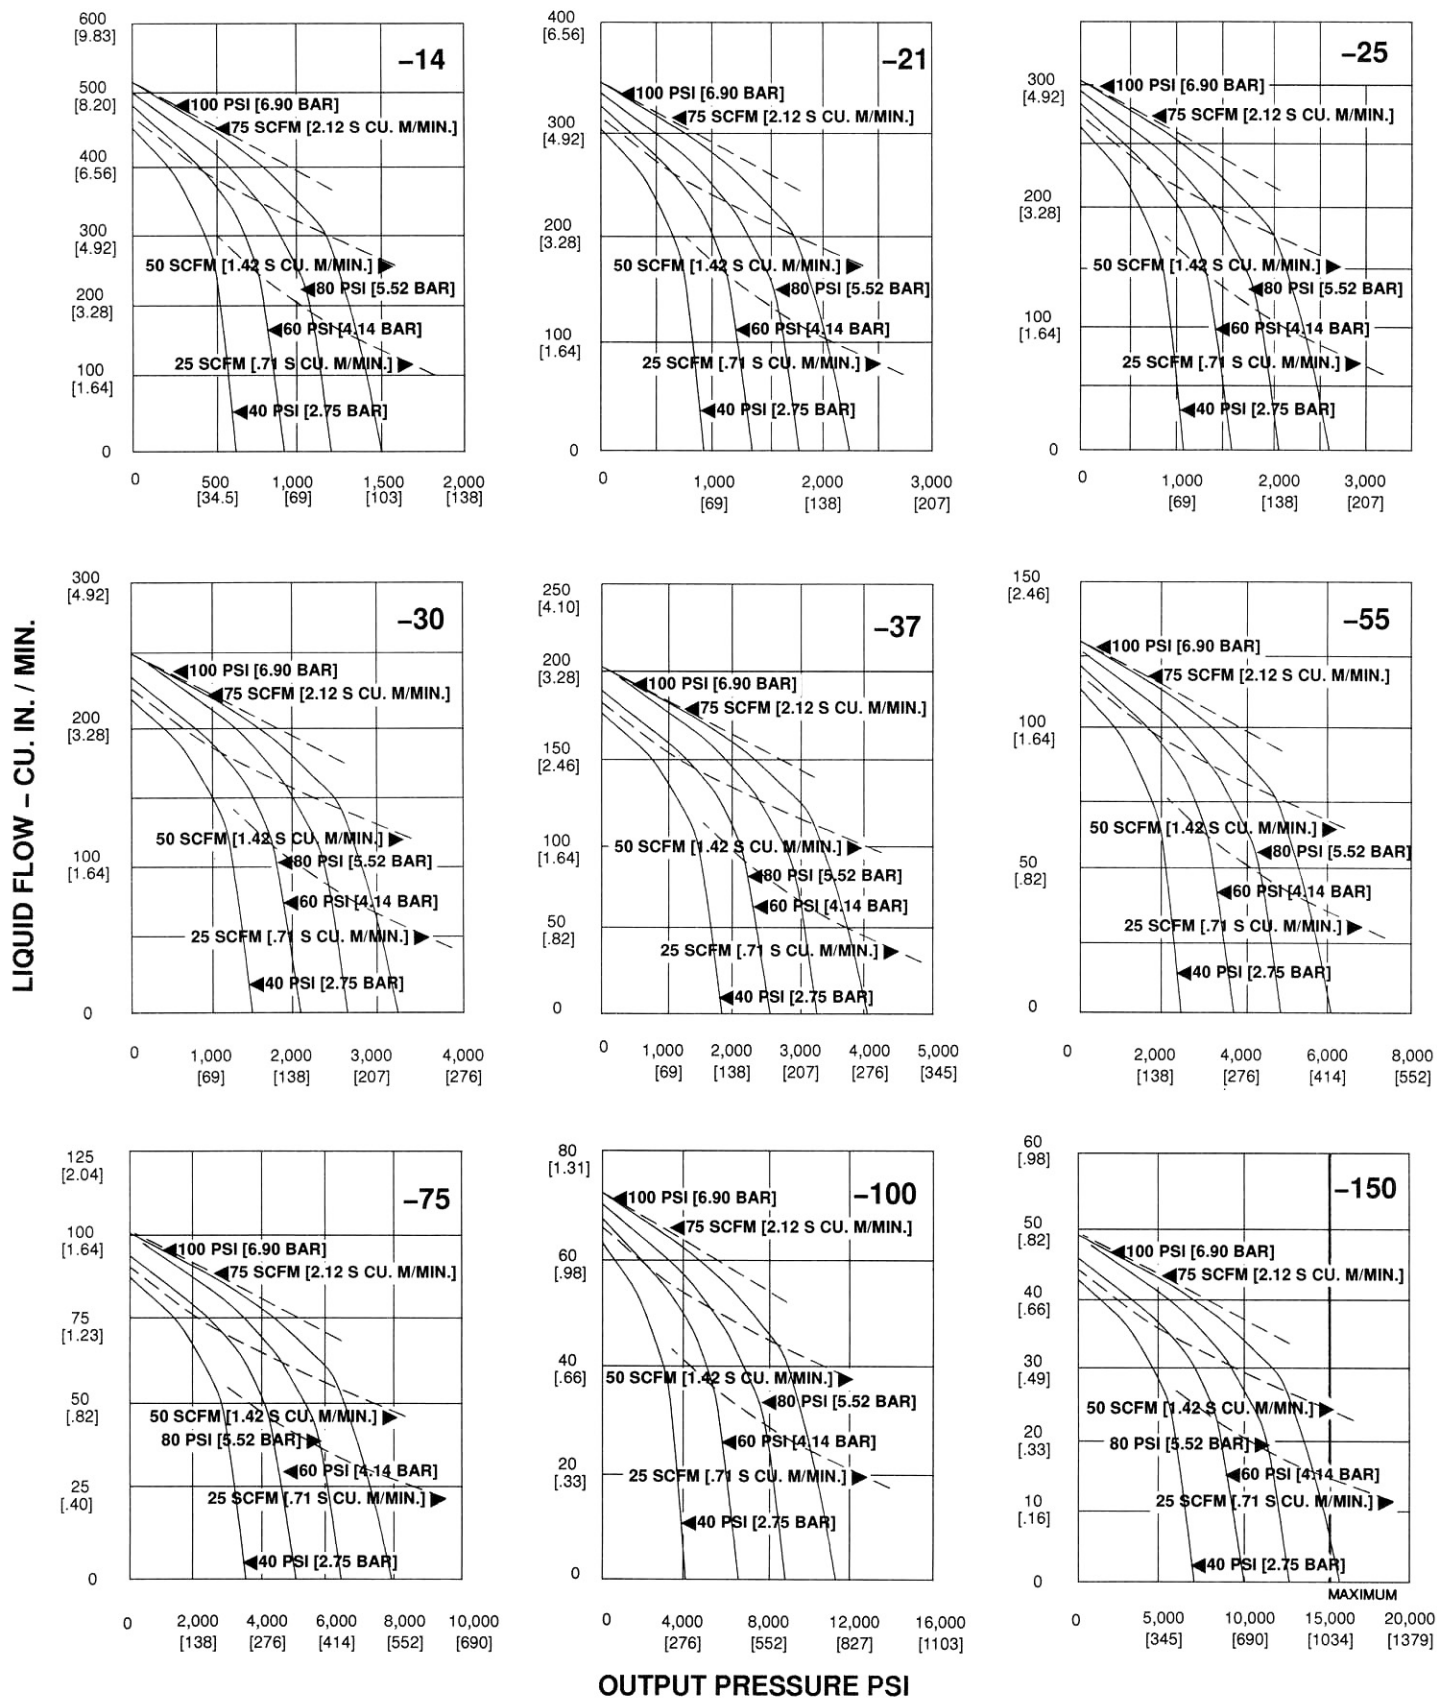 LIQUID FLOW – CU. IN. / MIN.
–14
600
[9.83]
500
[8.20]
400
[6.56]
300
[4.92]
200
[3.28]
100
[1.64]
0
100 PSI [6.90 BAR]
75 SCFM [2.12 S CU. M/MIN.]
50 SCFM [1.42 S CU. M/MIN.]
80 PSI [5.52 BAR]
60 PSI [4.14 BAR]
25 SCFM [.71 S CU. M/MIN.]
40 PSI [2.75 BAR]
0 500 1,000 1,500 2,000
[34.5] [69] [103] [138]
–21
400
[6.56]
300
[4.92]
200
[3.28]
100
[1.64]
0
100 PSI [6.90 BAR]
75 SCFM [2.12 S CU. M/MIN.]
50 SCFM [1.42 S CU. M/MIN.]
80 PSI [5.52 BAR]
60 PSI [4.14 BAR]
25 SCFM [.71 S CU. M/MIN.]
40 PSI [2.75 BAR]
0 1,000 2,000 3,000
[69] [138] [207]
–25
300
[4.92]
200
[3.28]
100
[1.64]
0
100 PSI [6.90 BAR]
75 SCFM [2.12 S CU. M/MIN.]
50 SCFM [1.42 S CU. M/MIN.]
80 PSI [5.52 BAR]
60 PSI [4.14 BAR]
25 SCFM [.71 S CU. M/MIN.]
40 PSI [2.75 BAR]
0 1,000 2,000 3,000
[69] [138] [207]
–30
300
[4.92]
200
[3.28]
100
[1.64]
0
100 PSI [6.90 BAR]
75 SCFM [2.12 S CU. M/MIN.]
50 SCFM [1.42 S CU. M/MIN.]
80 PSI [5.52 BAR]
60 PSI [4.14 BAR]
25 SCFM [.71 S CU. M/MIN.]
40 PSI [2.75 BAR]
0 1,000 2,000 3,000 4,000
[69] [138] [207] [276]
–37
250
[4.10]
200
[3.28]
150
[2.46]
100
[1.64]
50
[.82]
0
100 PSI [6.90 BAR]
75 SCFM [2.12 S CU. M/MIN.]
50 SCFM [1.42 S CU. M/MIN.]
80 PSI [5.52 BAR]
60 PSI [4.14 BAR]
25 SCFM [.71 S CU. M/MIN.]
40 PSI [2.75 BAR]
0 1,000 2,000 3,000 4,000 5,000
[69] [138] [207] [276] [345]
–55
150
[2.46]
100
[1.64]
50
[.82]
0
100 PSI [6.90 BAR]
75 SCFM [2.12 S CU. M/MIN.]
50 SCFM [1.42 S CU. M/MIN.]
80 PSI [5.52 BAR]
60 PSI [4.14 BAR]
25 SCFM [.71 S CU. M/MIN.]
40 PSI [2.75 BAR]
0 2,000 4,000 6,000 8,000
[138] [276] [414] [552]
–75
125
[2.04]
100
[1.64]
75
[1.23]
50
[.82]
25
[.40]
0
100 PSI [6.90 BAR]
75 SCFM [2.12 S CU. M/MIN.]
50 SCFM [1.42 S CU. M/MIN.]
80 PSI [5.52 BAR]
60 PSI [4.14 BAR]
25 SCFM [.71 S CU. M/MIN.]
40 PSI [2.75 BAR]
0 2,000 4,000 6,000 8,000 10,000
[138] [276] [414] [552] [690]
–100
80
[1.31]
60
[.98]
40
[.66]
20
[.33]
0
100 PSI [6.90 BAR]
75 SCFM [2.12 S CU. M/MIN.]
50 SCFM [1.42 S CU. M/MIN.]
80 PSI [5.52 BAR]
60 PSI [4.14 BAR]
25 SCFM [.71 S CU. M/MIN.]
40 PSI [2.75 BAR]
0 4,000 8,000 12,000 16,000
[276] [552] [827] [1103]
–150
60
[.98]
50
[.82]
40
[.66]
30
[.49]
20
[.33]
10
[.16]
0
100 PSI [6.90 BAR]
75 SCFM [2.12 S CU. M/MIN.]
50 SCFM [1.42 S CU. M/MIN.]
80 PSI [5.52 BAR]
60 PSI [4.14 BAR]
25 SCFM [.71 S CU. M/MIN.]
40 PSI [2.75 BAR]
MAXIMUM
0 5,000 10,000 15,000 20,000
[345] [690] [1034] [1379]
OUTPUT PRESSURE PSI